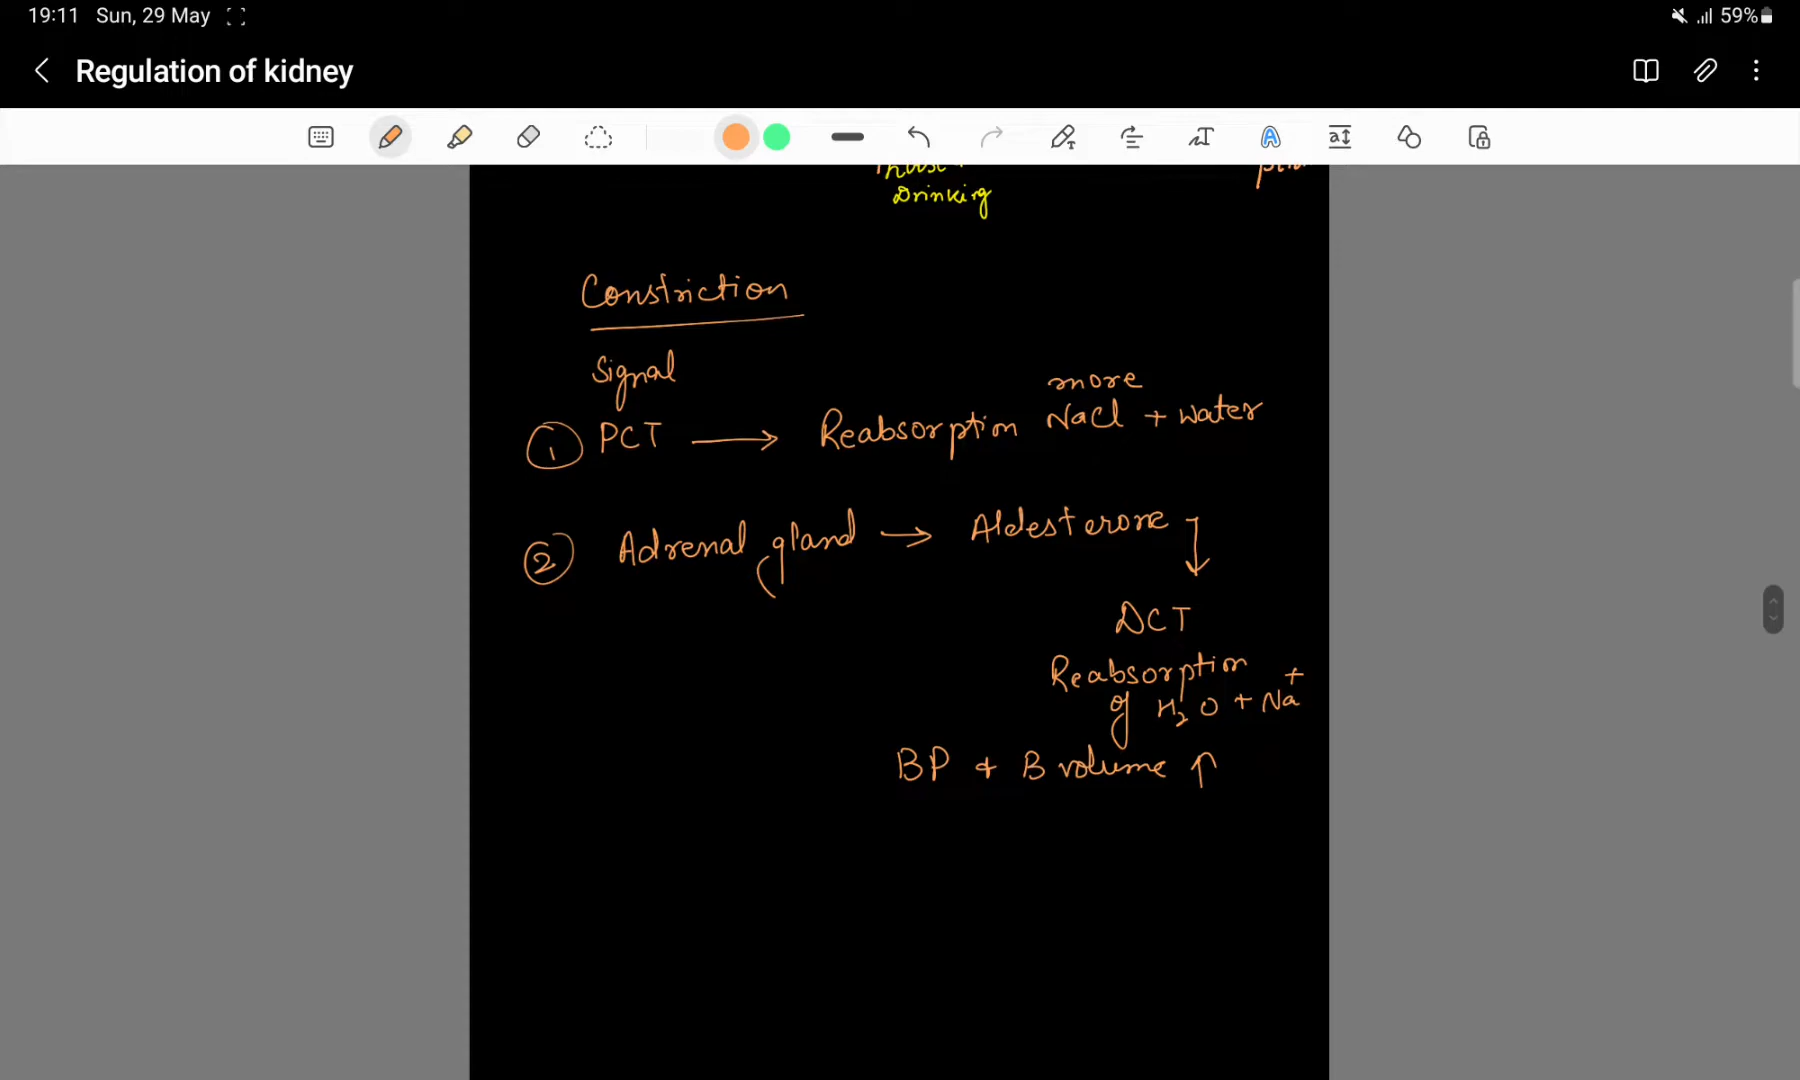 19:11 Sun, 29 May 59%
Regulation of kidney
Drinking
Constriction
Signal
① PCT → Reabsorption more NaCl + water
② Adrenal gland → Aldesterone ↓
DCT
Reabsorption
of H₂O + Na⁺
BP + B volume ↑